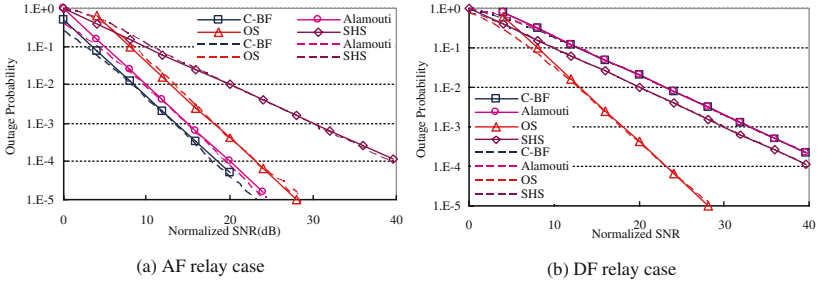 (a)
Outage Probability
1.E+0
1.E-1
1.E-2
1.E-3
1.E-4
1.E-5
0
10
20
30
40
Normalized SNR(dB)
C-BF
Alamouti
OS
SHS
C-BF
Alamouti
OS
SHS
(a) AF relay case
(b)
Outage Probability
1.E+0
1.E-1
1.E-2
1.E-3
1.E-4
1.E-5
0
10
20
30
40
Normalized SNR
C-BF
Alamouti
OS
SHS
C-BF
Alamouti
OS
SHS
(b) DF relay case